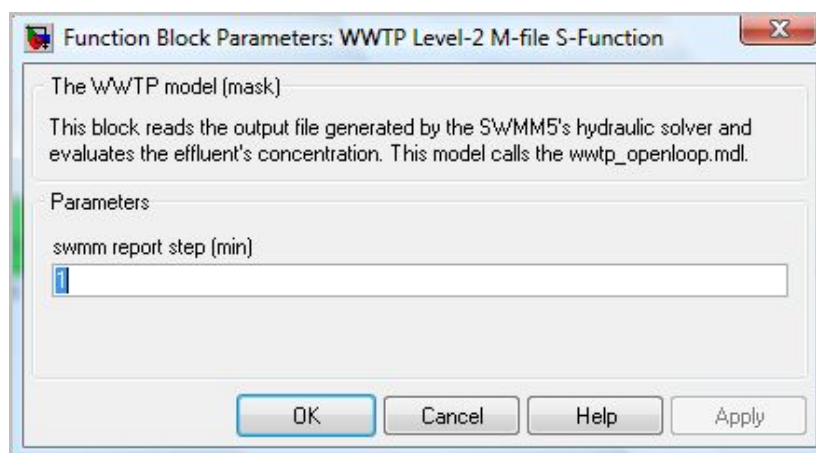 Function Block Parameters: WWTP Level-2 M-file S-Function
The WWTP model (mask)
This block reads the output file generated by the SWMM5's hydraulic solver and
evaluates the effluent's concentration. This model calls the wwtp_openloop.mdl.
Parameters
swmm report step (min)
1
OK Cancel Help Apply